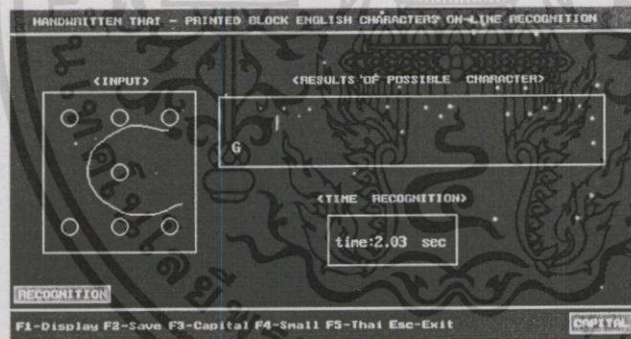 HANDWRITTEN THAI - PRINTED BLOCK ENGLISH CHARACTERS ON-LINE RECOGNITION
<INPUT>
<RESULTS OF POSSIBLE CHARACTER>
G
<TIME RECOGNITION>
time:2.03 sec
RECOGNITION
F1-Display F2-Save F3-Capital F4-Small F5-Thai Esc-Exit
CAPITAL